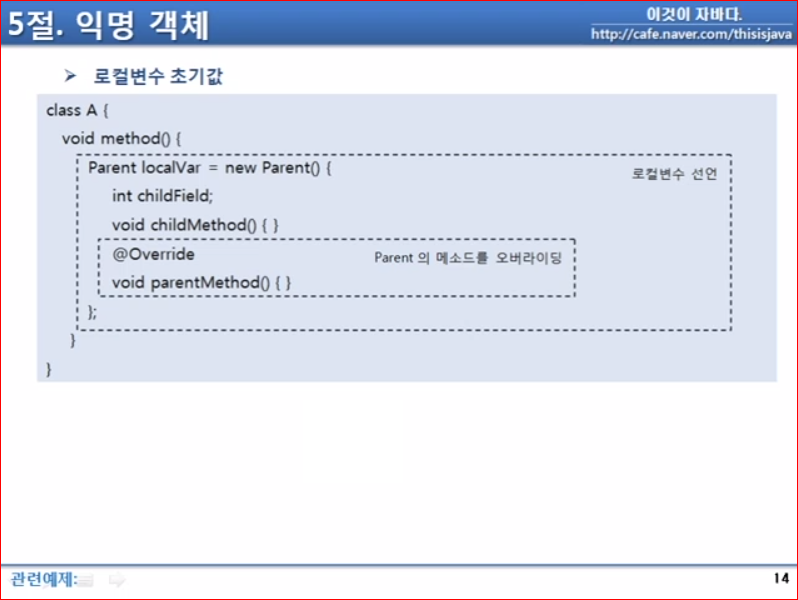 5절. 익명 객체
이것이 자바다.
http://cafe.naver.com/thisisjava
➤ 로컬변수 초기값
class A {
void method() {
Parent localVar = new Parent() {
로컬변수 선언
int childField;
void childMethod() { }
@Override
Parent 의 메소드를 오버라이딩
void parentMethod() { }
};
}
}
관련예제:
14